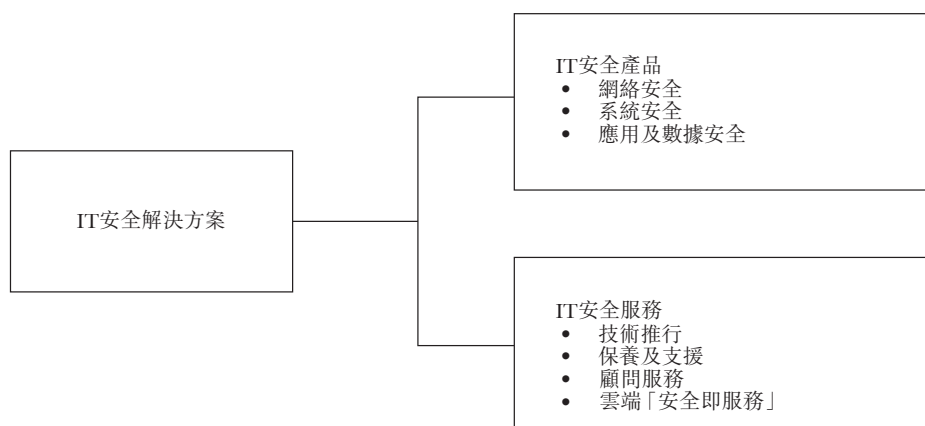 IT安全解決方案
IT安全產品
• 網絡安全
• 系統安全
• 應用及數據安全
IT安全服務
• 技術推行
• 保養及支援
• 顧問服務
• 雲端「安全即服務」